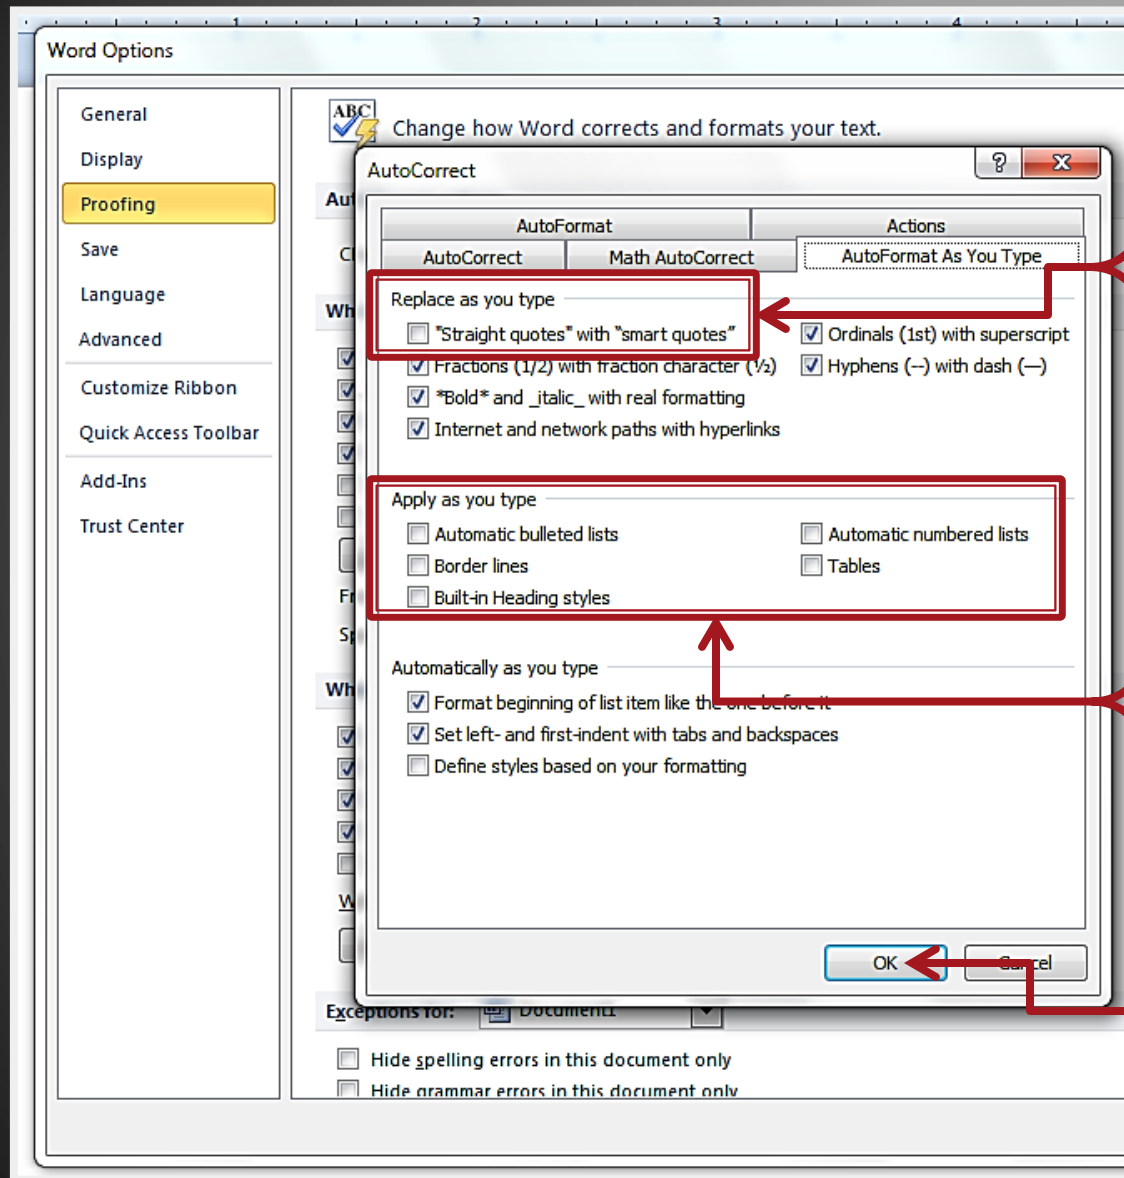 1 2 3 4
Word Options
General
Display
Proofing
Save
Language
Advanced
Customize Ribbon
Quick Access Toolbar
Add-Ins
Trust Center
ABC
Change how Word corrects and formats your text.
AutoCorrect
?
AutoFormat Actions
AutoCorrect Math AutoCorrect AutoFormat As You Type
Replace as you type
"Straight quotes" with “smart quotes” Ordinals (1st) with superscript
Fractions (1/2) with fraction character (½) Hyphens (--) with dash (—)
*Bold* and _italic_ with real formatting
Internet and network paths with hyperlinks
Apply as you type
Automatic bulleted lists Automatic numbered lists
Border lines Tables
Built-in Heading styles
Automatically as you type
Format beginning of list item like the one before it
Set left- and first-indent with tabs and backspaces
Define styles based on your formatting
OK Cancel
Exceptions for: Document1
Hide spelling errors in this document only
Hide grammar errors in this document only